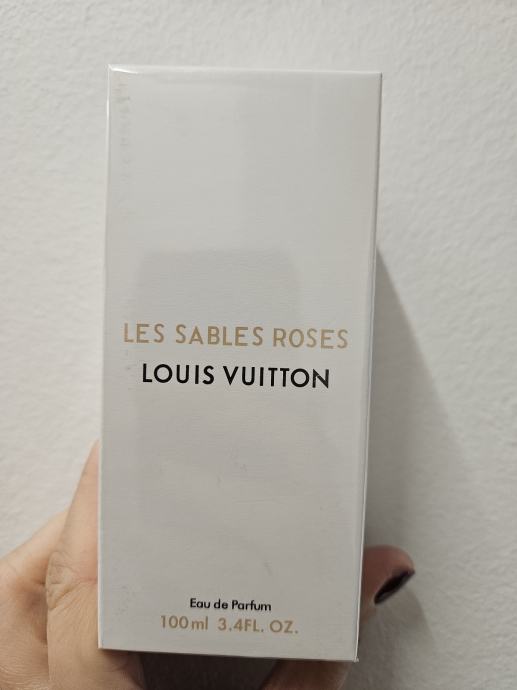 LES SABLES ROSES
LOUIS VUITTON
Eau de Parfum
100ml 3.4FL. OZ.